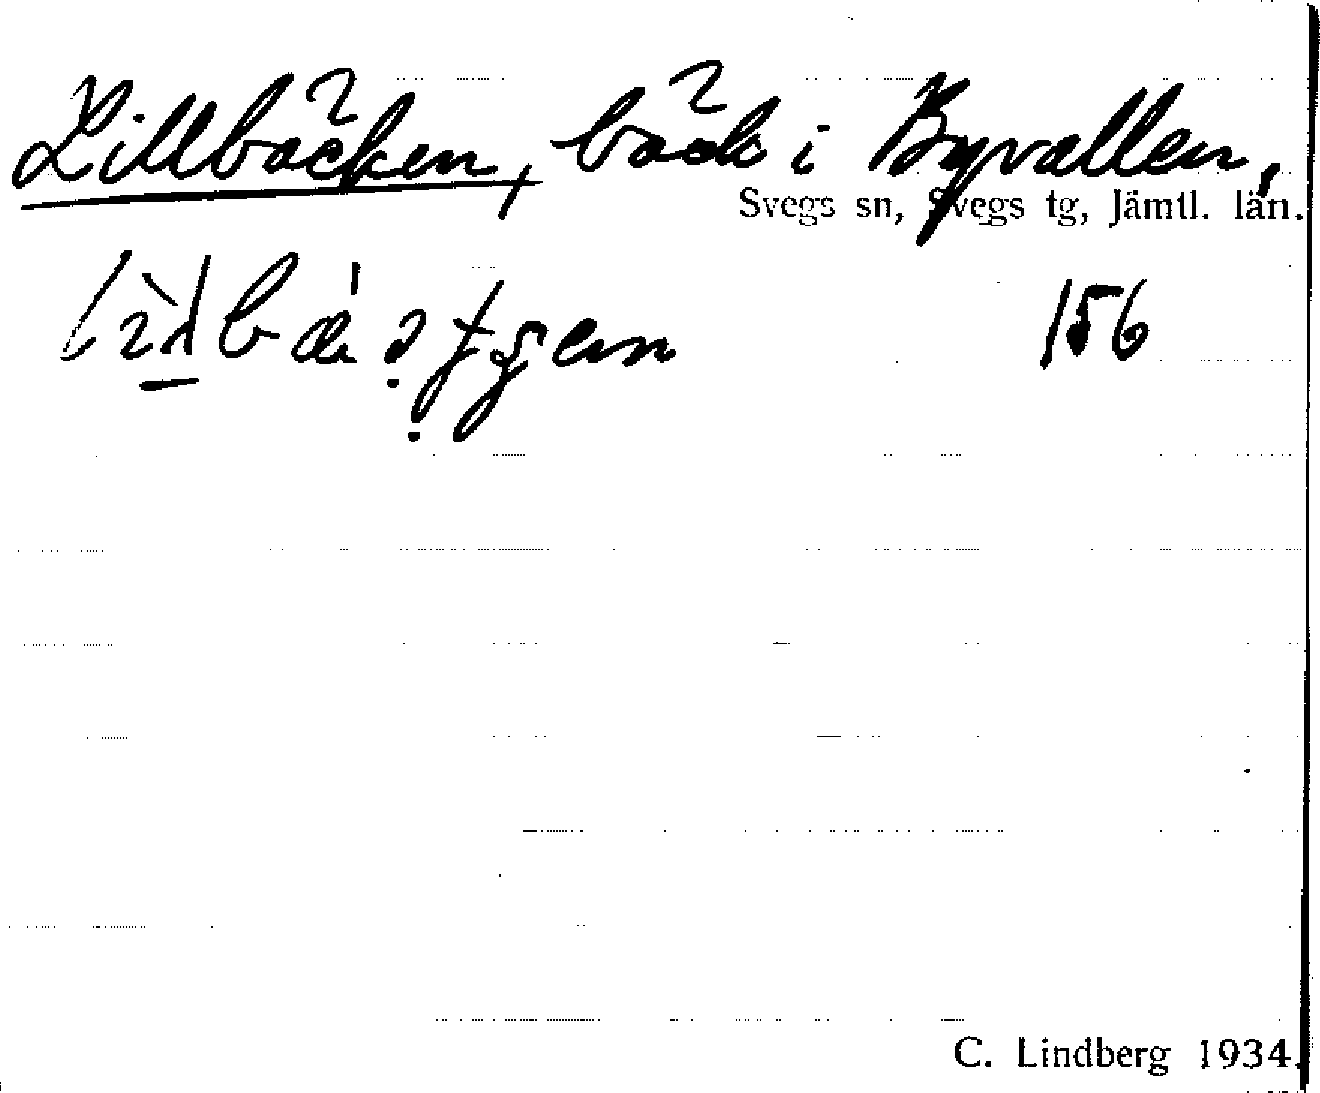 Lillbäcken, bäck i Byvallen,
Svegs sn, Svegs tg, Jämtl. län.
156
C. Lindberg 1934.